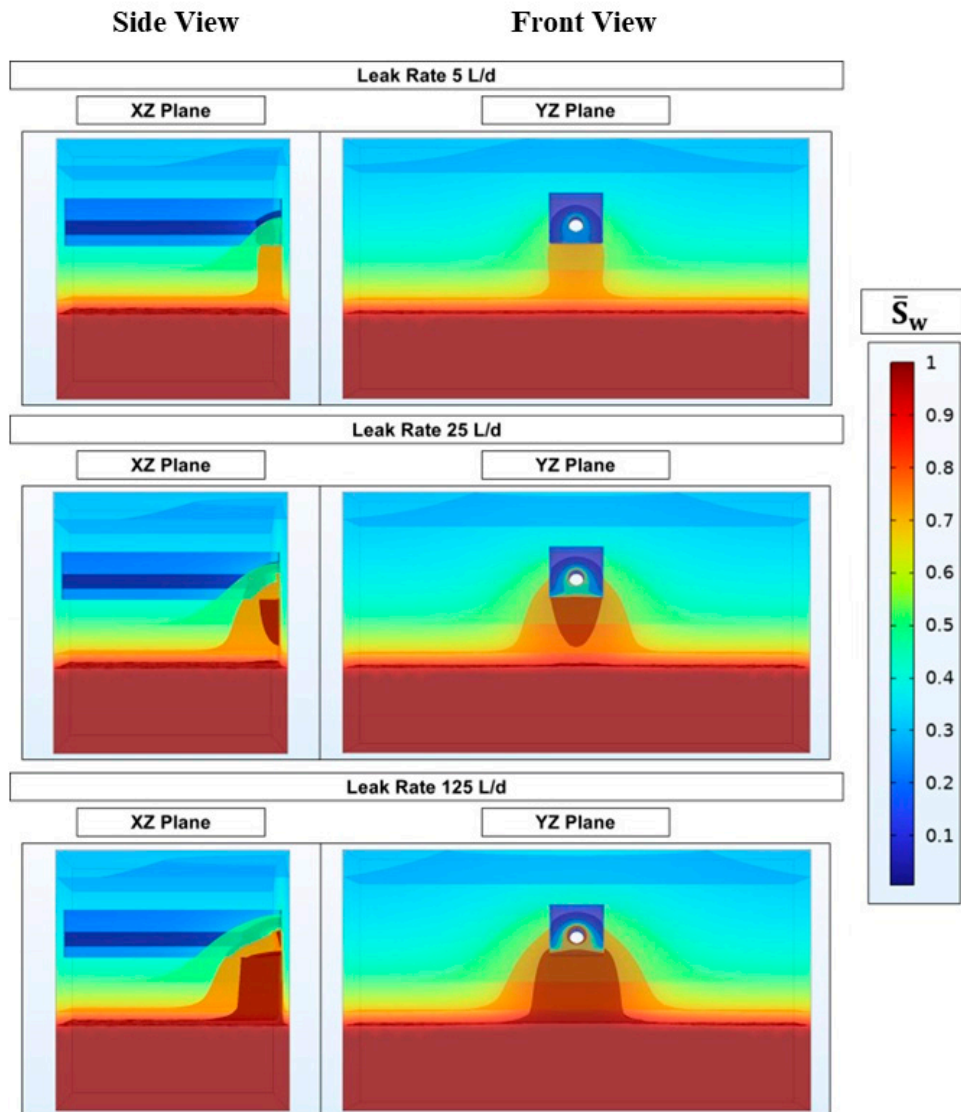 Side View Front View
Leak Rate 5 L/d
XZ Plane YZ Plane
Leak Rate 25 L/d
XZ Plane YZ Plane
Leak Rate 125 L/d
XZ Plane YZ Plane
S̄w
1
0.9
0.8
0.7
0.6
0.5
0.4
0.3
0.2
0.1